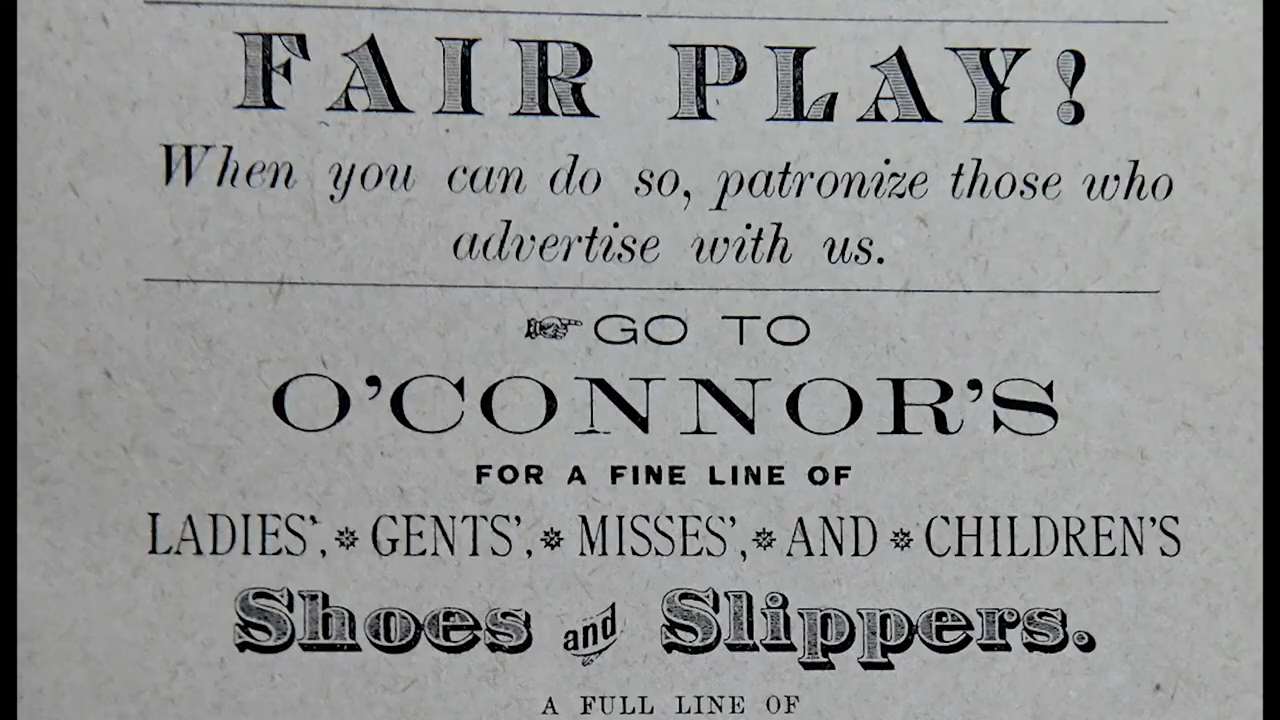 FAIR PLAY!
When you can do so, patronize those who
advertise with us.
☞ GO TO
O'CONNOR'S
FOR A FINE LINE OF
LADIES', GENTS', MISSES', AND CHILDREN'S
Shoes and Slippers.
A FULL LINE OF